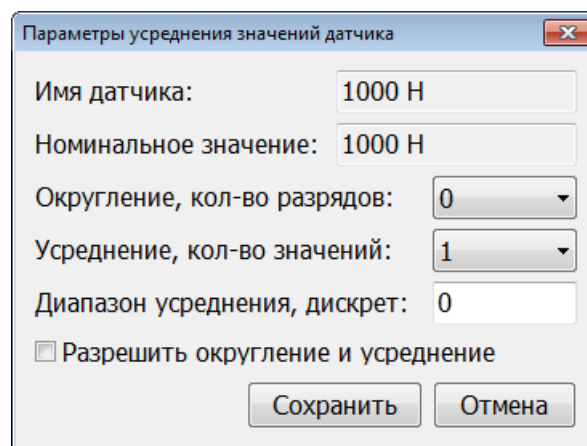 Параметры усреднения значений датчика
Имя датчика: 1000 Н
Номинальное значение: 1000 Н
Округление, кол-во разрядов: 0
Усреднение, кол-во значений: 1
Диапазон усреднения, дискрет: 0
Разрешить округление и усреднение
Сохранить Отмена